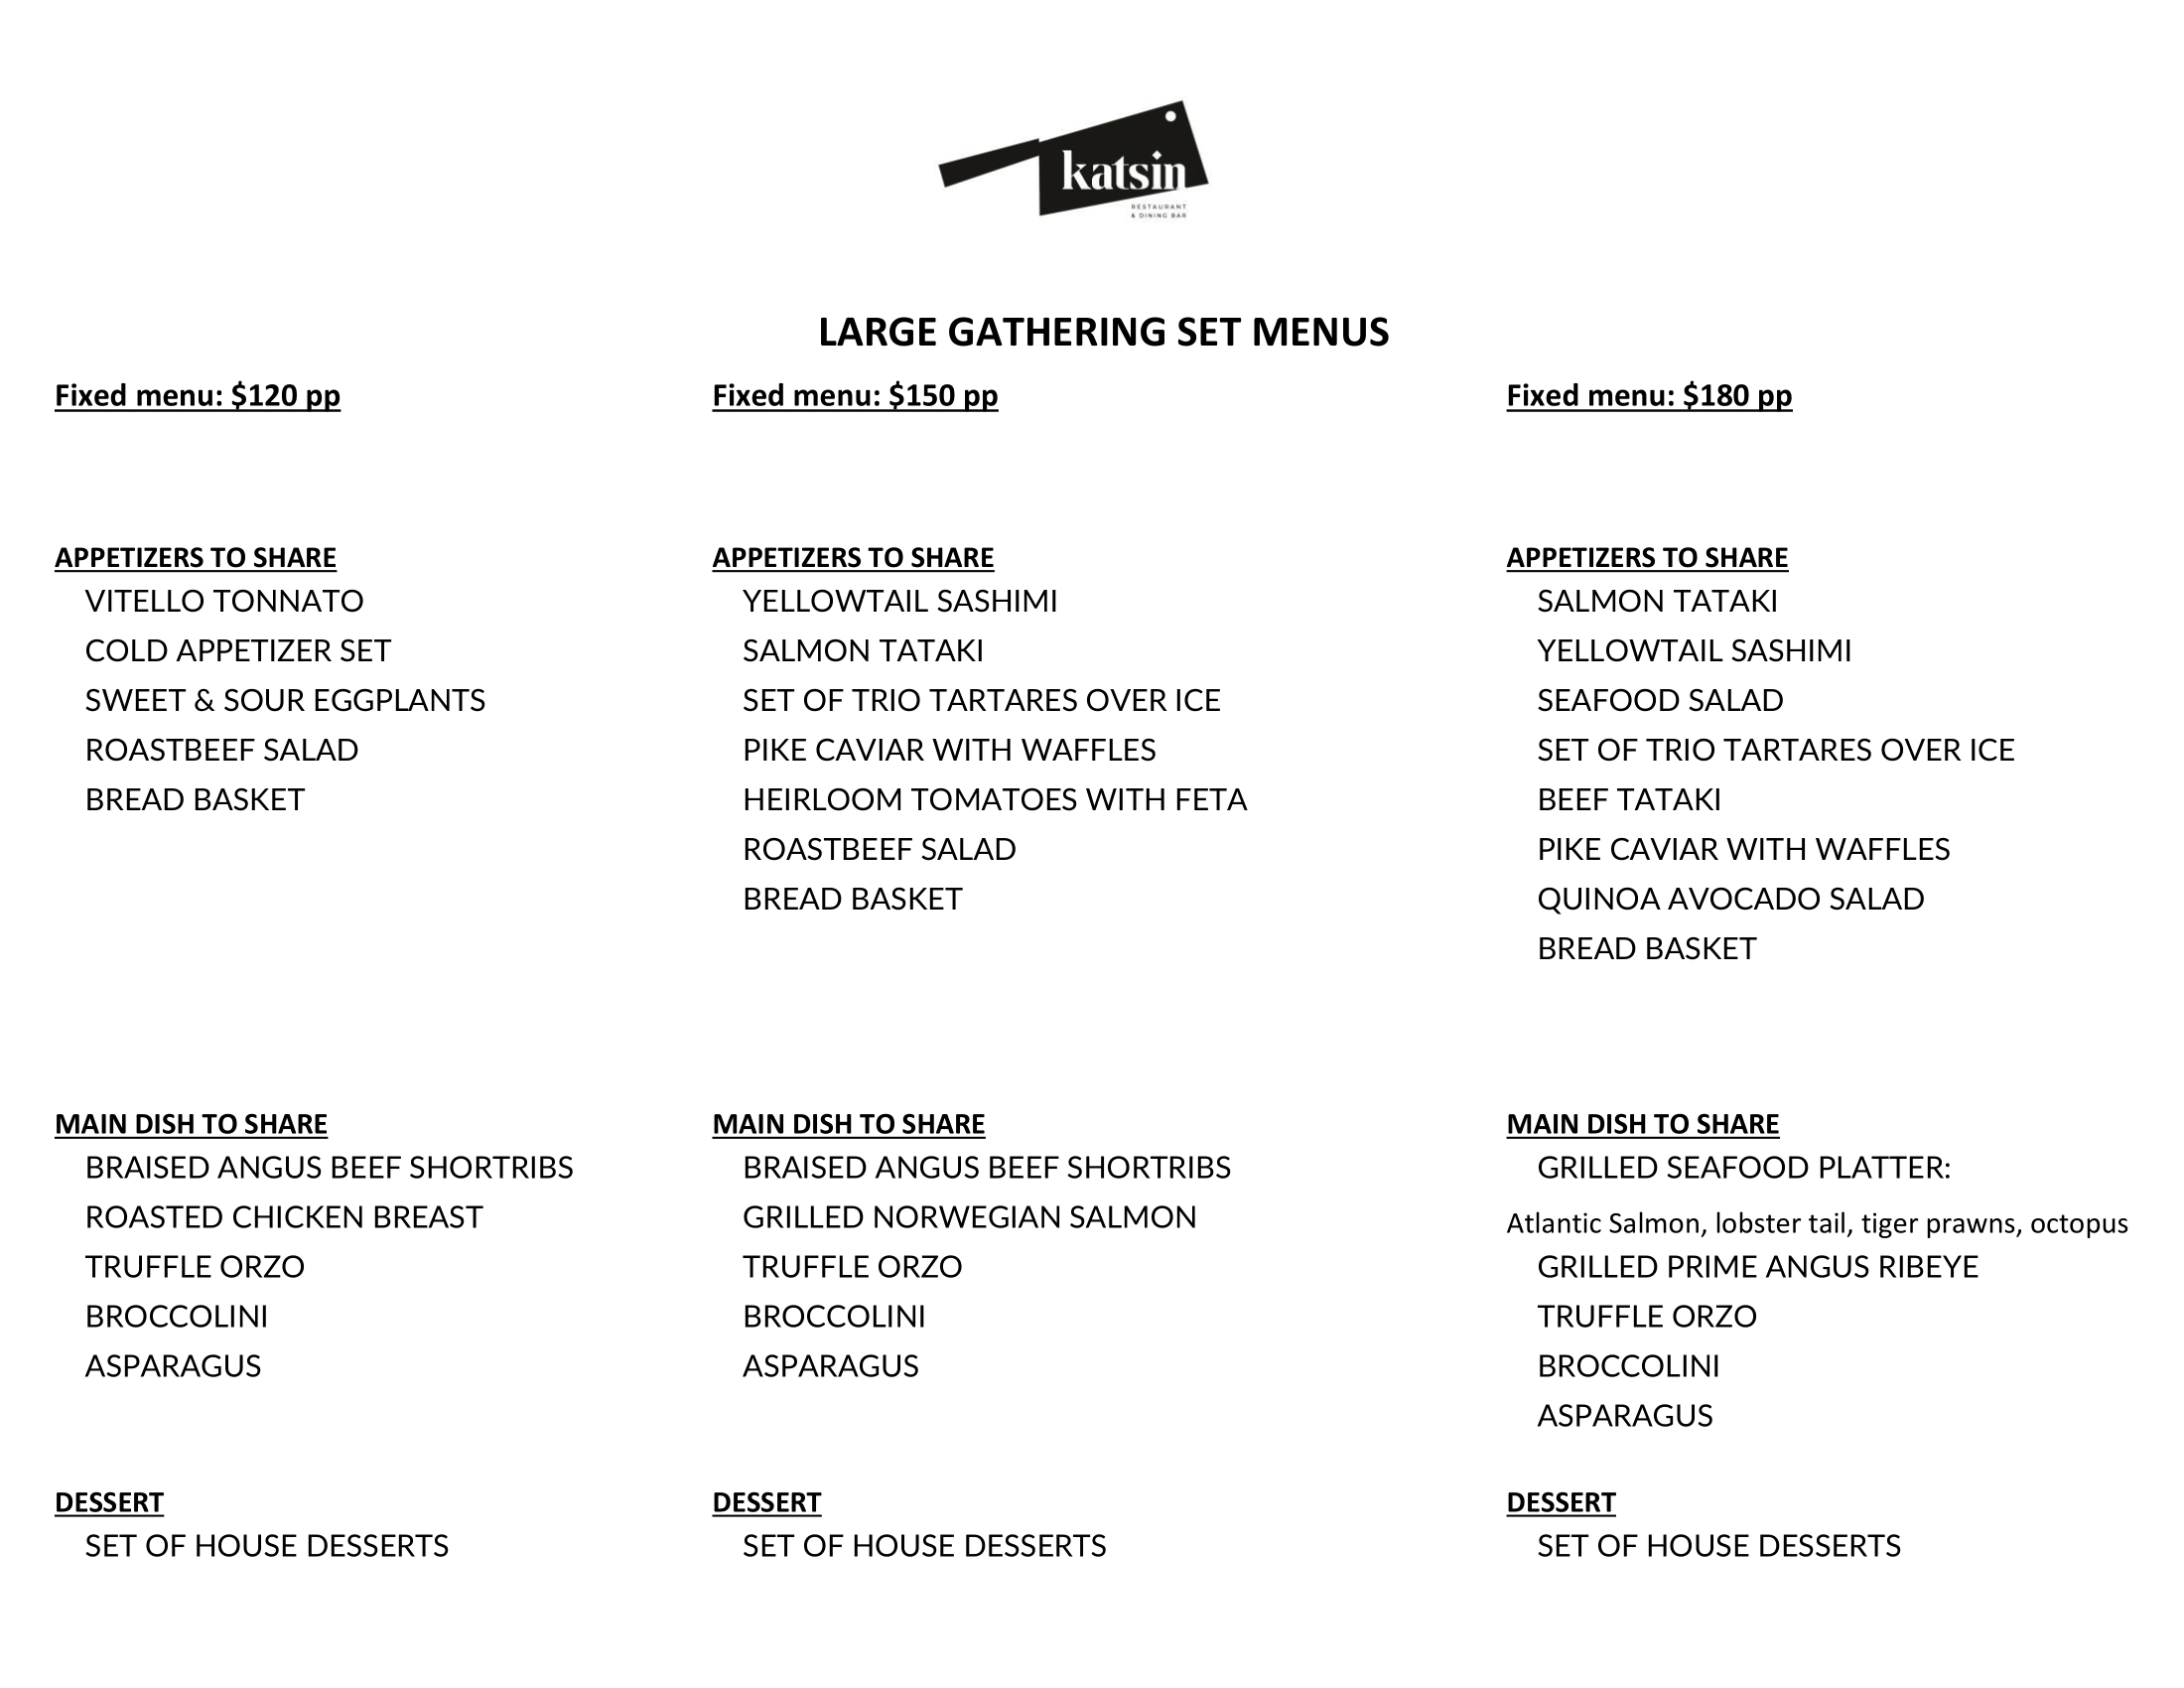 katsin
RESTAURANT
& DINING BAR
LARGE GATHERING SET MENUS
Fixed menu: $120 pp
APPETIZERS TO SHARE
VITELLO TONNATO
COLD APPETIZER SET
SWEET & SOUR EGGPLANTS
ROASTBEEF SALAD
BREAD BASKET
MAIN DISH TO SHARE
BRAISED ANGUS BEEF SHORTRIBS
ROASTED CHICKEN BREAST
TRUFFLE ORZO
BROCCOLINI
ASPARAGUS
DESSERT
SET OF HOUSE DESSERTS
Fixed menu: $150 pp
APPETIZERS TO SHARE
YELLOWTAIL SASHIMI
SALMON TATAKI
SET OF TRIO TARTARES OVER ICE
PIKE CAVIAR WITH WAFFLES
HEIRLOOM TOMATOES WITH FETA
ROASTBEEF SALAD
BREAD BASKET
MAIN DISH TO SHARE
BRAISED ANGUS BEEF SHORTRIBS
GRILLED NORWEGIAN SALMON
TRUFFLE ORZO
BROCCOLINI
ASPARAGUS
DESSERT
SET OF HOUSE DESSERTS
Fixed menu: $180 pp
APPETIZERS TO SHARE
SALMON TATAKI
YELLOWTAIL SASHIMI
SEAFOOD SALAD
SET OF TRIO TARTARES OVER ICE
BEEF TATAKI
PIKE CAVIAR WITH WAFFLES
QUINOA AVOCADO SALAD
BREAD BASKET
MAIN DISH TO SHARE
GRILLED SEAFOOD PLATTER:
Atlantic Salmon, lobster tail, tiger prawns, octopus
GRILLED PRIME ANGUS RIBEYE
TRUFFLE ORZO
BROCCOLINI
ASPARAGUS
DESSERT
SET OF HOUSE DESSERTS